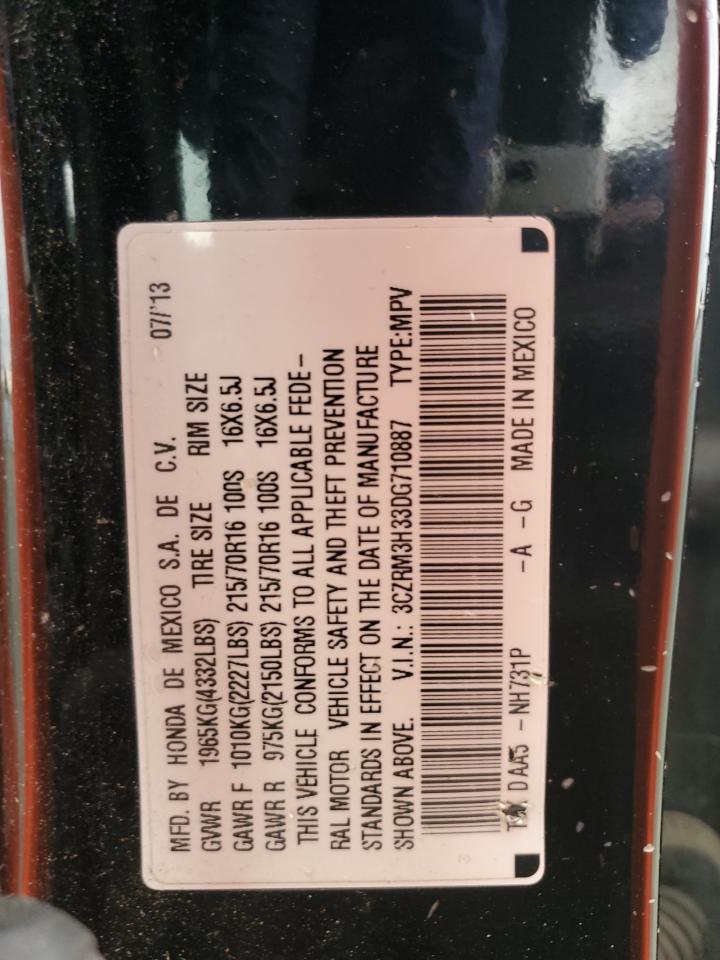 MFD. BY HONDA DE MEXICO S.A. DE C.V. 07/'13
GVWR 1965KG(4332LBS) TIRE SIZE RIM SIZE
GAWR F 1010KG(2227LBS) 215/70R16 100S 16X6.5J
GAWR R 975KG(2150LBS) 215/70R16 100S 16X6.5J
THIS VEHICLE CONFORMS TO ALL APPLICABLE FEDE-
RAL MOTOR VEHICLE SAFETY AND THEFT PREVENTION
STANDARDS IN EFFECT ON THE DATE OF MANUFACTURE
SHOWN ABOVE. V.I.N.: 3CZRM3H33DG710887 TYPE:MPV
DAA5 -NH731P -A -G MADE IN MEXICO